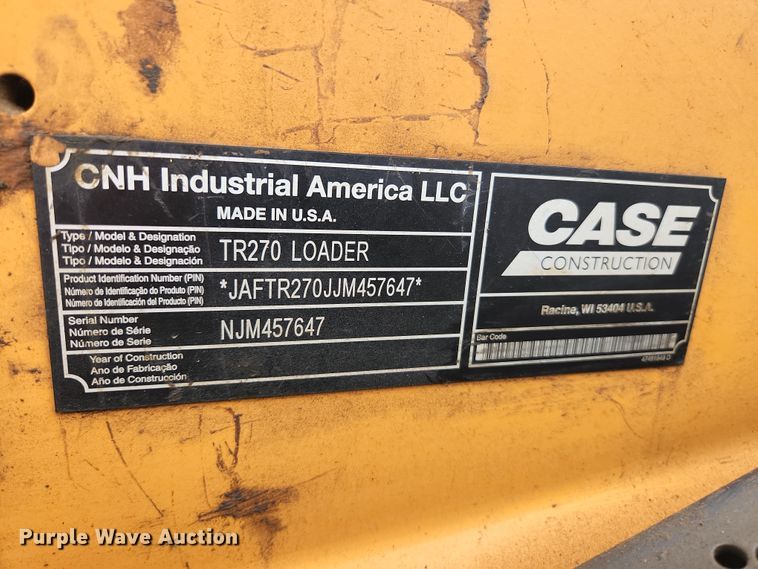 CNH Industrial America LLC
MADE IN U.S.A.
Type / Model & Designation
Tipo / Modelo & Designação
Tipo / Modelo & Designación
TR270 LOADER
Product Identification Number (PIN)
Número de Identificação do Produto (PIN)
Número de Identificación del Producto (PIN)
*JAFTR270JJM457647*
Serial Number
Número de Série
Número de Serie
NJM457647
Year of Construction
Ano de Fabricação
Año de Construcción
CASE
CONSTRUCTION
Racine, WI 53404 U.S.A.
Bar Code
Purple Wave Auction